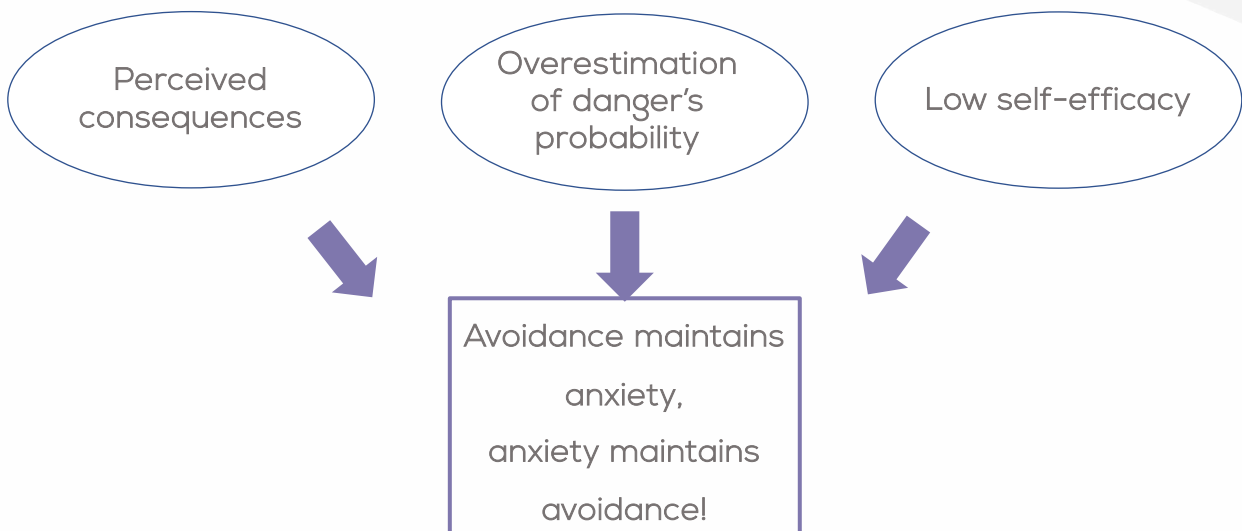 Perceived
consequences
Overestimation
of danger's
probability
Low self-efficacy
Avoidance maintains
anxiety,
anxiety maintains
avoidance!